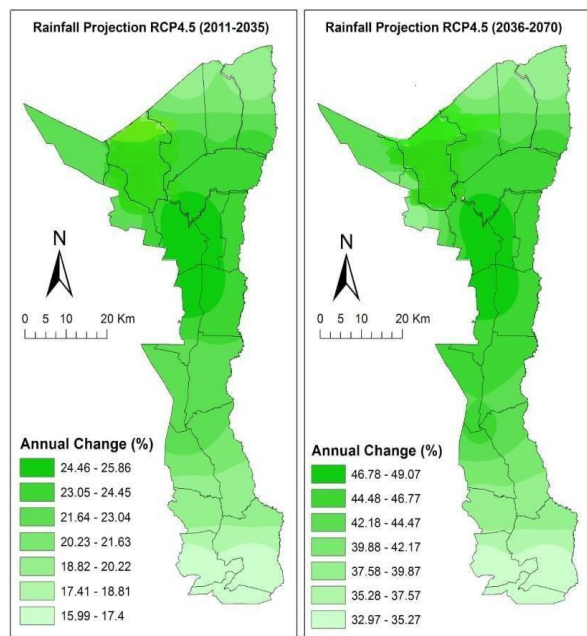 Rainfall Projection RCP4.5 (2011-2035)
N
0 5 10 20 Km
Annual Change (%)
24.46 - 25.86
23.05 - 24.45
21.64 - 23.04
20.23 - 21.63
18.82 - 20.22
17.41 - 18.81
15.99 - 17.4
Rainfall Projection RCP4.5 (2036-2070)
N
0 5 10 20 Km
Annual Change (%)
46.78 - 49.07
44.48 - 46.77
42.18 - 44.47
39.88 - 42.17
37.58 - 39.87
35.28 - 37.57
32.97 - 35.27